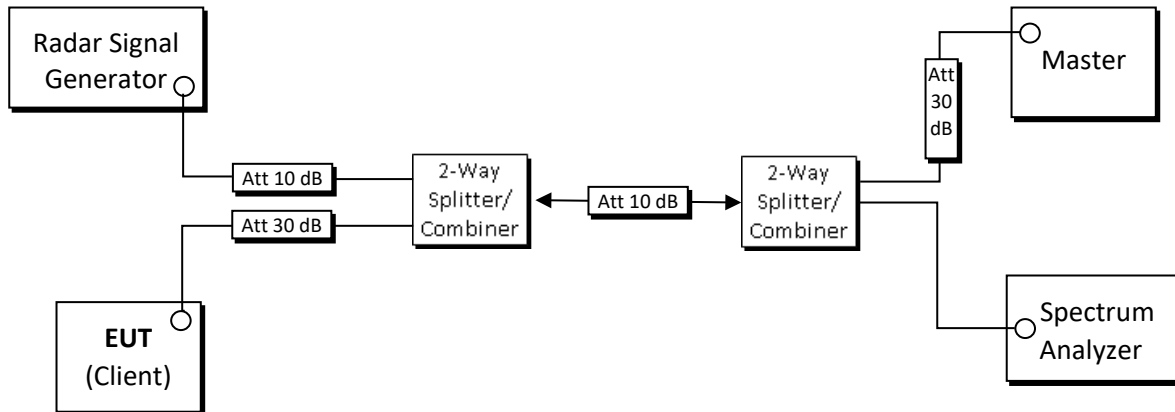 Radar Signal
Generator
Att 10 dB
Att 30 dB
EUT
(Client)
2-Way
Splitter/
Combiner
Att 10 dB
2-Way
Splitter/
Combiner
Att
30
dB
Master
Spectrum
Analyzer